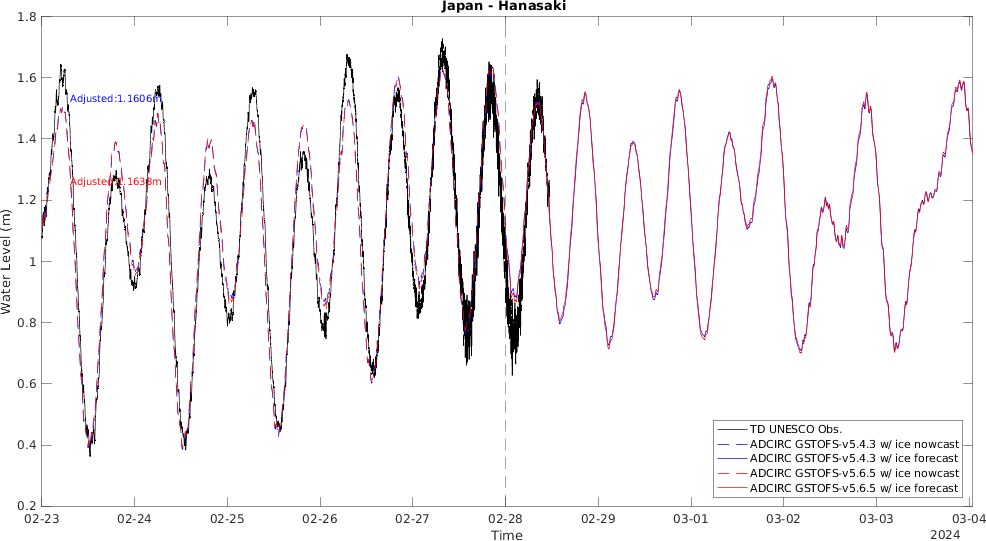 Japan - Hanasaki
1.8
1.6
1.4
1.2
1
0.8
0.6
0.4
0.2
Water Level (m)
Adjusted:1.1606m
Adjusted:1.1638m
TD UNESCO Obs.
ADCIRC GSTOFS-v5.4.3 w/ ice nowcast
ADCIRC GSTOFS-v5.4.3 w/ ice forecast
ADCIRC GSTOFS-v5.6.5 w/ ice nowcast
ADCIRC GSTOFS-v5.6.5 w/ ice forecast
02-23 02-24 02-25 02-26 02-27 02-28 02-29 03-01 03-02 03-03 03-04
Time
2024